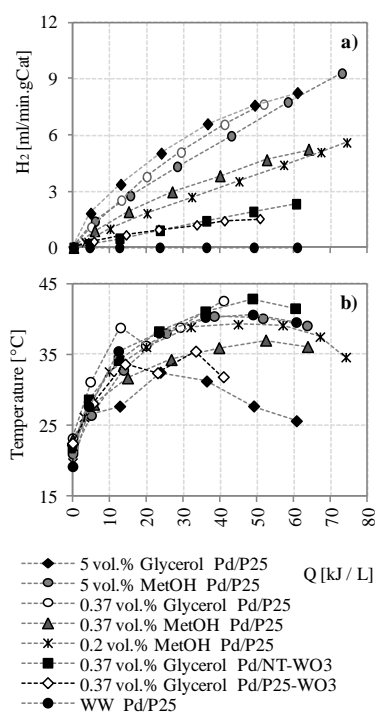 a)
H2 [ml/min.gCat]
12
9
6
3
0
b)
Temperature [°C]
45
35
25
15
0 10 20 30 40 50 60 70 80
Q [kJ / L]
5 vol.% Glycerol Pd/P25
5 vol.% MetOH Pd/P25
0.37 vol.% Glycerol Pd/P25
0.37 vol.% MetOH Pd/P25
0.2 vol.% MetOH Pd/P25
0.37 vol.% Glycerol Pd/NT-WO3
0.37 vol.% Glycerol Pd/P25-WO3
WW Pd/P25